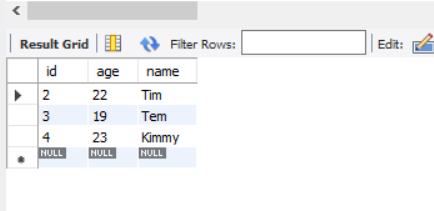 Result Grid Filter Rows: Edit:
id age name
2 22 Tim
3 19 Tem
4 23 Kimmy
NULL NULL NULL